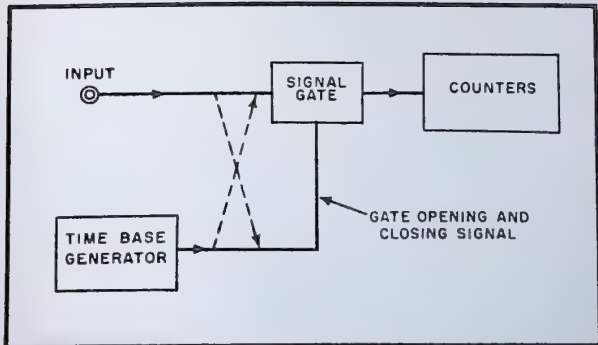 INPUT
SIGNAL
GATE
COUNTERS
GATE OPENING AND
CLOSING SIGNAL
TIME BASE
GENERATOR